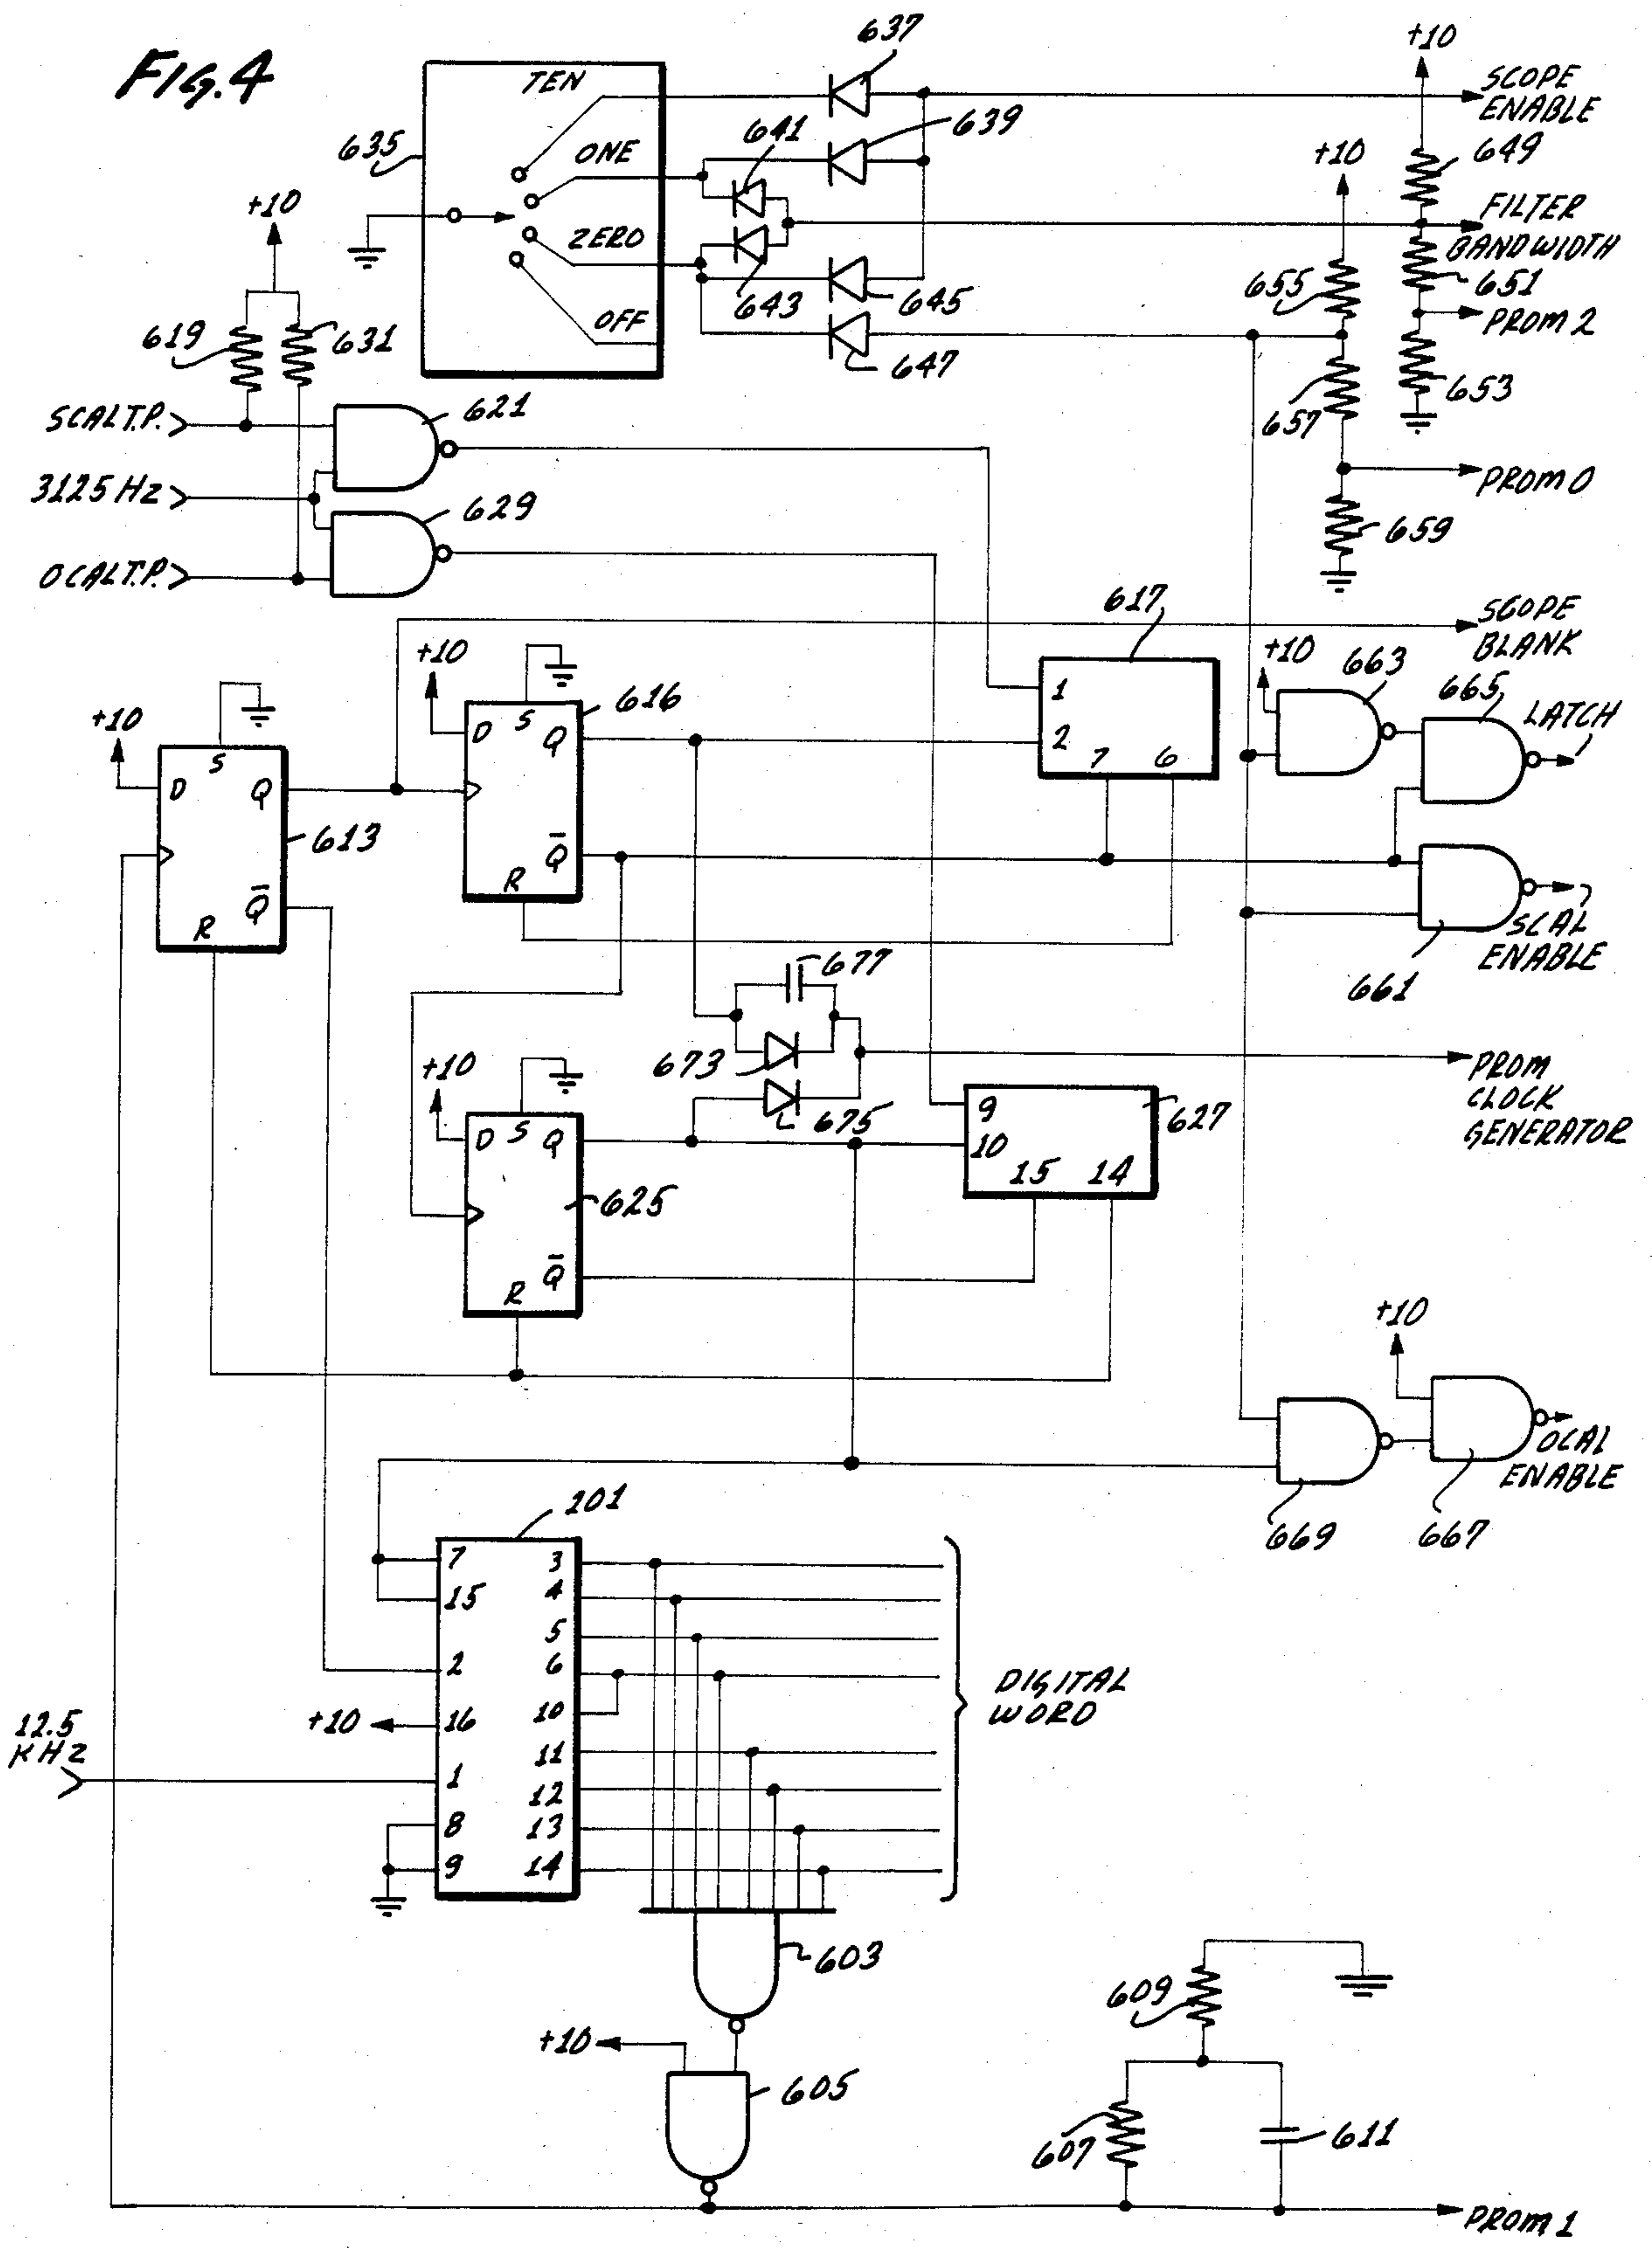 FIG.4
637
+10
SCOPE
ENABLE
TEN
635
641
639
ONE
+10
649
+10
FILTER
BANDWIDTH
ZERO
651
655
643
645
PROM 2
OFF
619
631
647
653
657
SCAL T.P.
621
3125 Hz
PROM 0
629
659
OCAL T.P.
617
SCOPE
BLANK
+10
616
+10
663
665
LATCH
+10
S
D
Q
1
2
7
6
S
D
Q
613
Q̅
R
Q̅
R
SCAL
ENABLE
661
677
673
675
PROM
CLOCK
GENERATOR
+10
D
S
Q
9
10
15
14
627
625
Q̅
R
+10
OCAL
ENABLE
669
667
101
7
3
15
4
5
2
6
DIGITAL
WORD
+10
16
10
12.5
KHz
11
1
12
8
13
9
14
603
609
+10
605
607
611
PROM 1